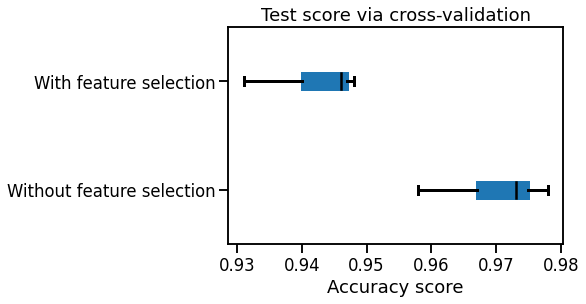 Test score via cross-validation
With feature selection
Without feature selection
0.93 0.94 0.95 0.96 0.97 0.98
Accuracy score